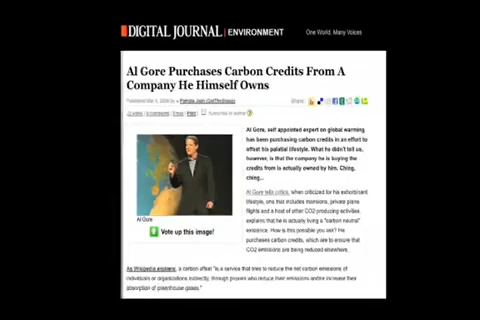 DIGITAL JOURNAL | ENVIRONMENT
One World. Many Voices
Al Gore Purchases Carbon Credits From A
Company He Himself Owns
Share:
Al Gore, self appointed expert on global warming
has been purchasing carbon credits in an effort to
offset his palatial lifestyle. What he didn't tell us,
however, is that the company he is buying the
credits from is actually owned by him. Ching,
ching...
Al Gore tells critics, when criticized for his exhorbinant
lifestyle, one that includes mansions, private plane
flights and a host of other CO2 producing activities,
explains that he is actually living a "carbon neutral"
existence. How is this possible you ask? He
purchases carbon credits, which are to ensure that
CO2 emissions are being reduced elsewhere.
Al Gore
Vote up this image!
As Wikipedia explains, a carbon offset "is a service that tries to reduce the net carbon emissions of
individuals or organizations indirectly, through proxies who reduce their emissions and/or increase their
absorption of greenhouse gases."